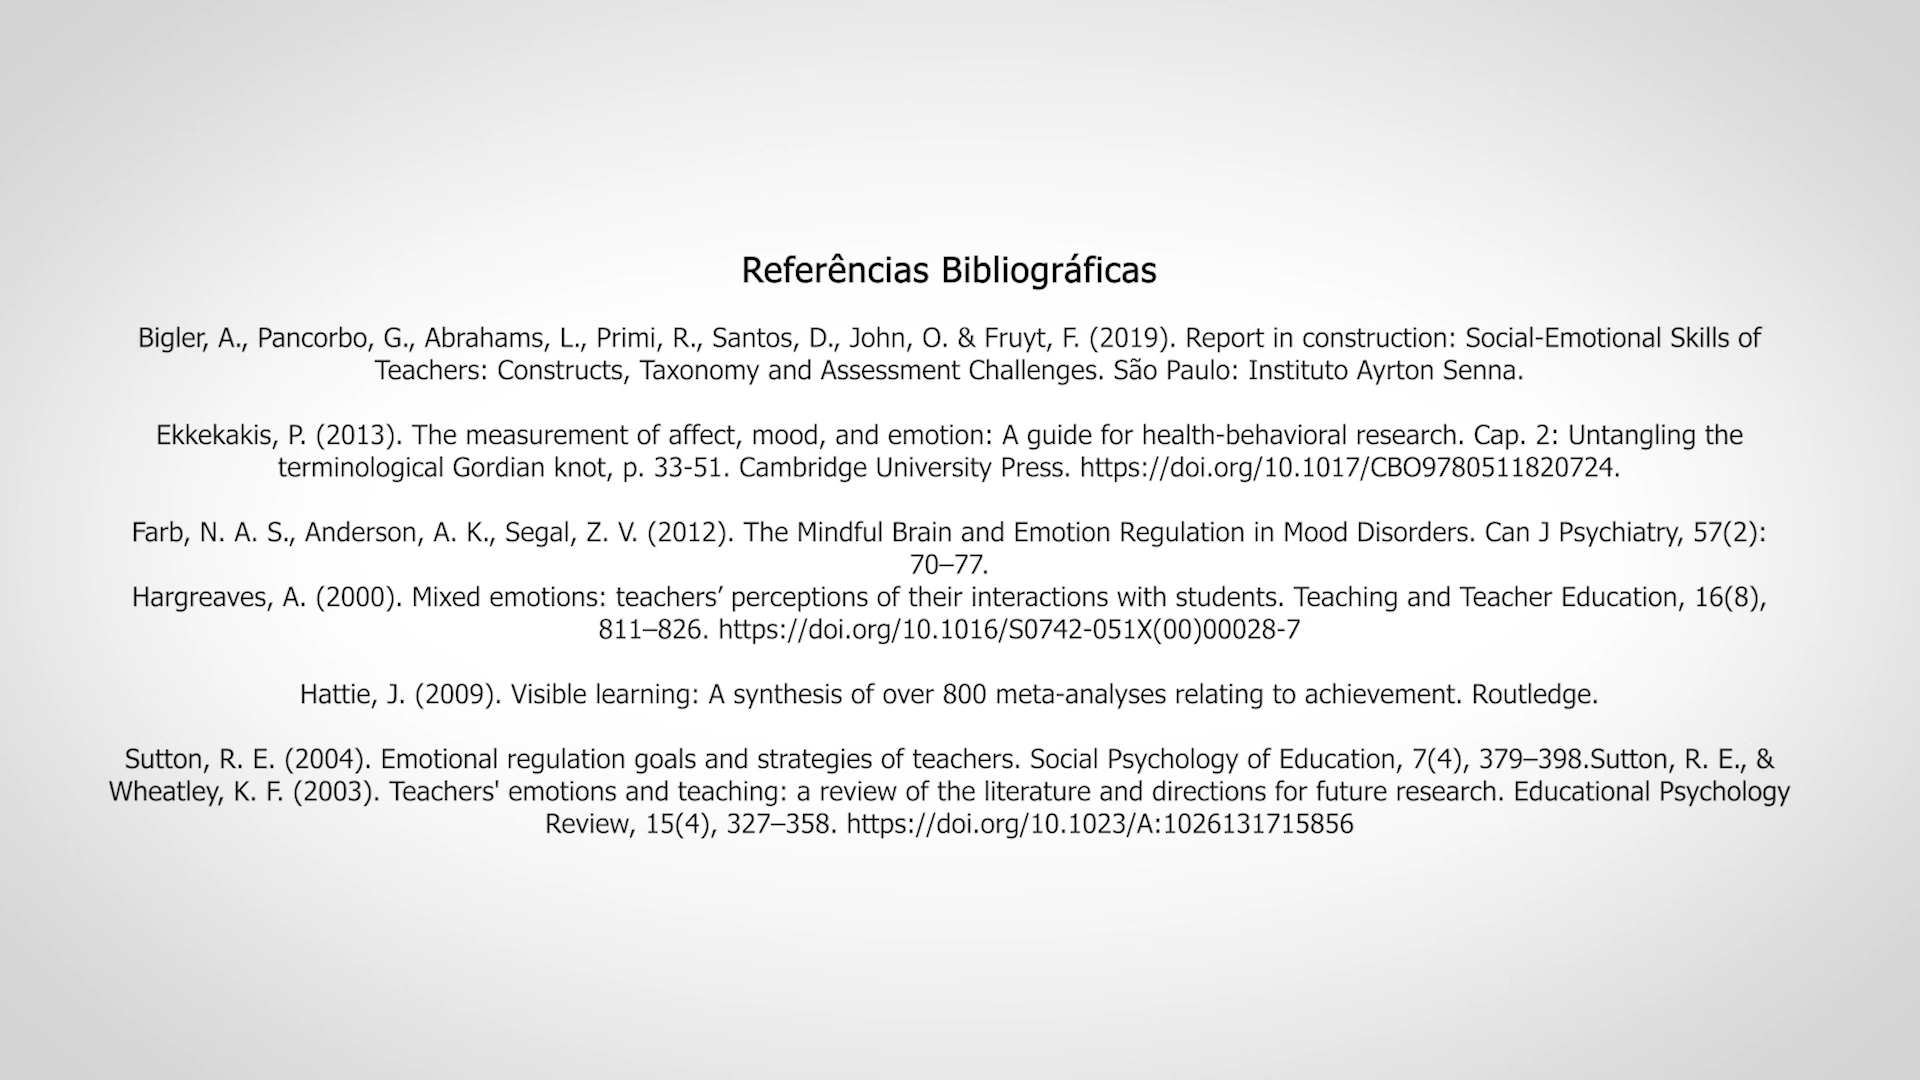 Referências Bibliográficas
Bigler, A., Pancorbo, G., Abrahams, L., Primi, R., Santos, D., John, O. & Fruyt, F. (2019). Report in construction: Social-Emotional Skills of
Teachers: Constructs, Taxonomy and Assessment Challenges. São Paulo: Instituto Ayrton Senna.
Ekkekakis, P. (2013). The measurement of affect, mood, and emotion: A guide for health-behavioral research. Cap. 2: Untangling the
terminological Gordian knot, p. 33-51. Cambridge University Press. https://doi.org/10.1017/CBO9780511820724.
Farb, N. A. S., Anderson, A. K., Segal, Z. V. (2012). The Mindful Brain and Emotion Regulation in Mood Disorders. Can J Psychiatry, 57(2):
70–77.
Hargreaves, A. (2000). Mixed emotions: teachers’ perceptions of their interactions with students. Teaching and Teacher Education, 16(8),
811–826. https://doi.org/10.1016/S0742-051X(00)00028-7
Hattie, J. (2009). Visible learning: A synthesis of over 800 meta-analyses relating to achievement. Routledge.
Sutton, R. E. (2004). Emotional regulation goals and strategies of teachers. Social Psychology of Education, 7(4), 379–398.Sutton, R. E., &
Wheatley, K. F. (2003). Teachers' emotions and teaching: a review of the literature and directions for future research. Educational Psychology
Review, 15(4), 327–358. https://doi.org/10.1023/A:1026131715856